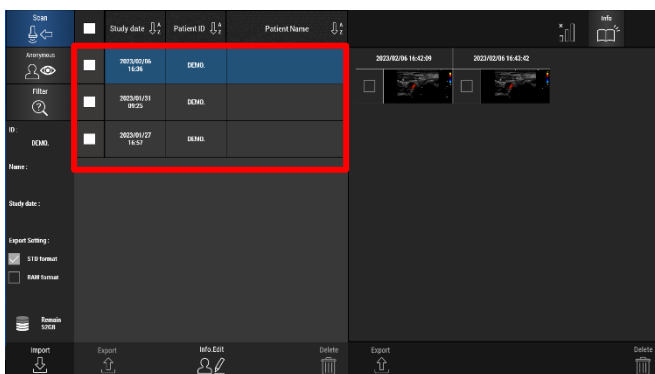 Scan
Study date
Patient ID
Patient Name
Info
Anonymous
Filter
ID :
DEMO.
Name :
Study date :
Export Setting :
STD format
RAW format
Remain
52GB
Import
2023/02/06
16:36
DEMO.
2023/01/31
09:25
DEMO.
2023/01/27
16:57
DEMO.
2023/02/06 16:42:09
2023/02/06 16:43:42
Export
Info.Edit
Delete
Export
Delete